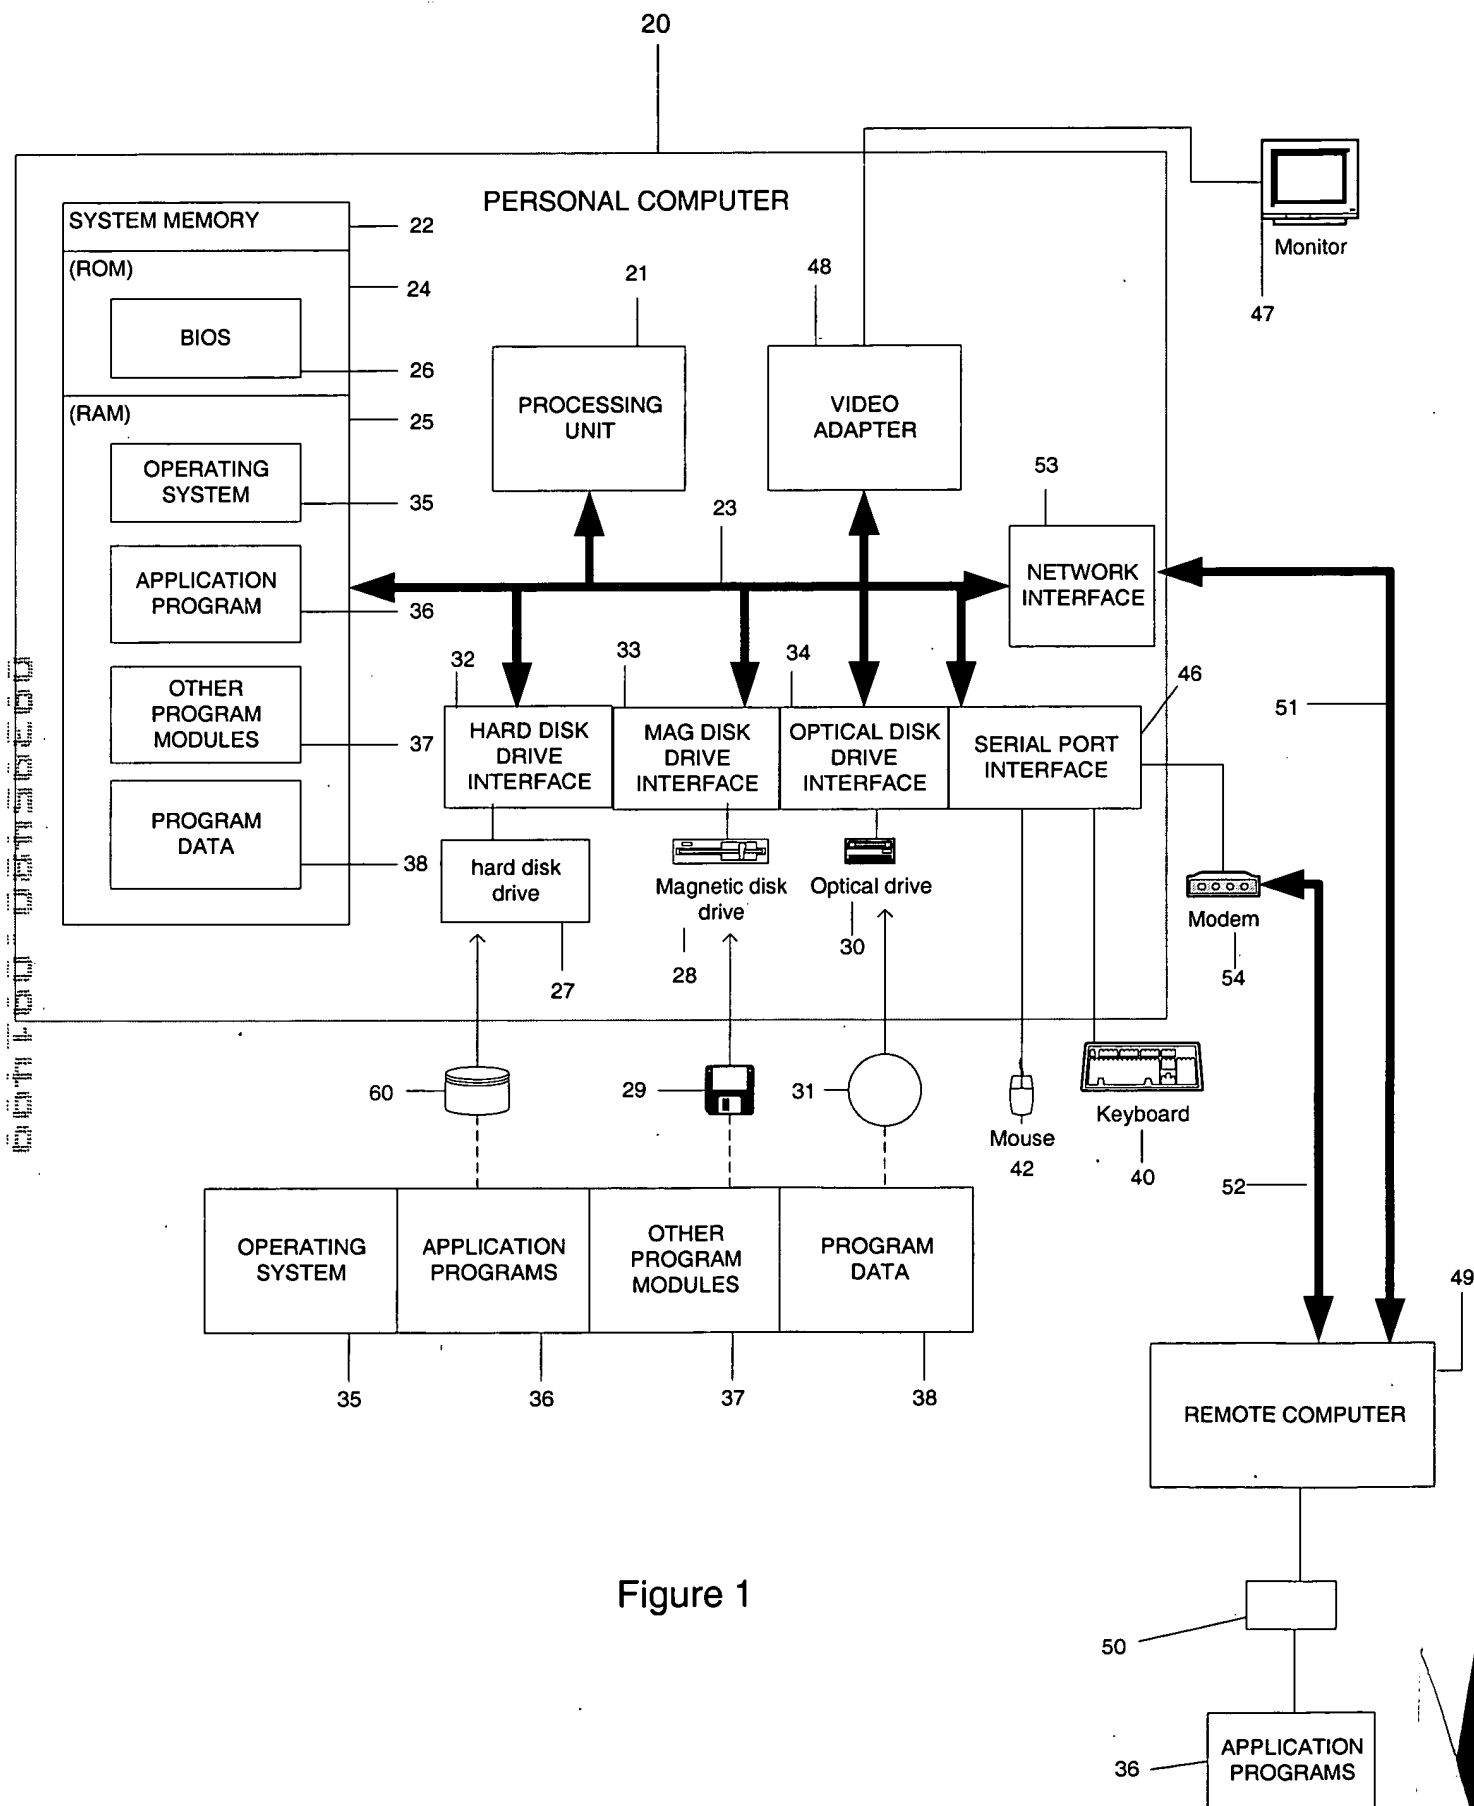 20
PERSONAL COMPUTER
SYSTEM MEMORY
22
(ROM)
24
BIOS
26
(RAM)
25
OPERATING
SYSTEM
35
APPLICATION
PROGRAM
36
OTHER
PROGRAM
MODULES
37
PROGRAM
DATA
38
21
PROCESSING
UNIT
48
VIDEO
ADAPTER
Monitor
47
23
53
NETWORK
INTERFACE
32
HARD DISK
DRIVE
INTERFACE
33
MAG DISK
DRIVE
INTERFACE
34
OPTICAL DISK
DRIVE
INTERFACE
46
SERIAL PORT
INTERFACE
51
hard disk
drive
27
Magnetic disk
drive
28
Optical drive
30
Modem
54
60
29
31
Mouse
42
Keyboard
40
52
OPERATING
SYSTEM
APPLICATION
PROGRAMS
OTHER
PROGRAM
MODULES
PROGRAM
DATA
35
36
37
38
49
REMOTE COMPUTER
Figure 1
50
36
APPLICATION
PROGRAMS